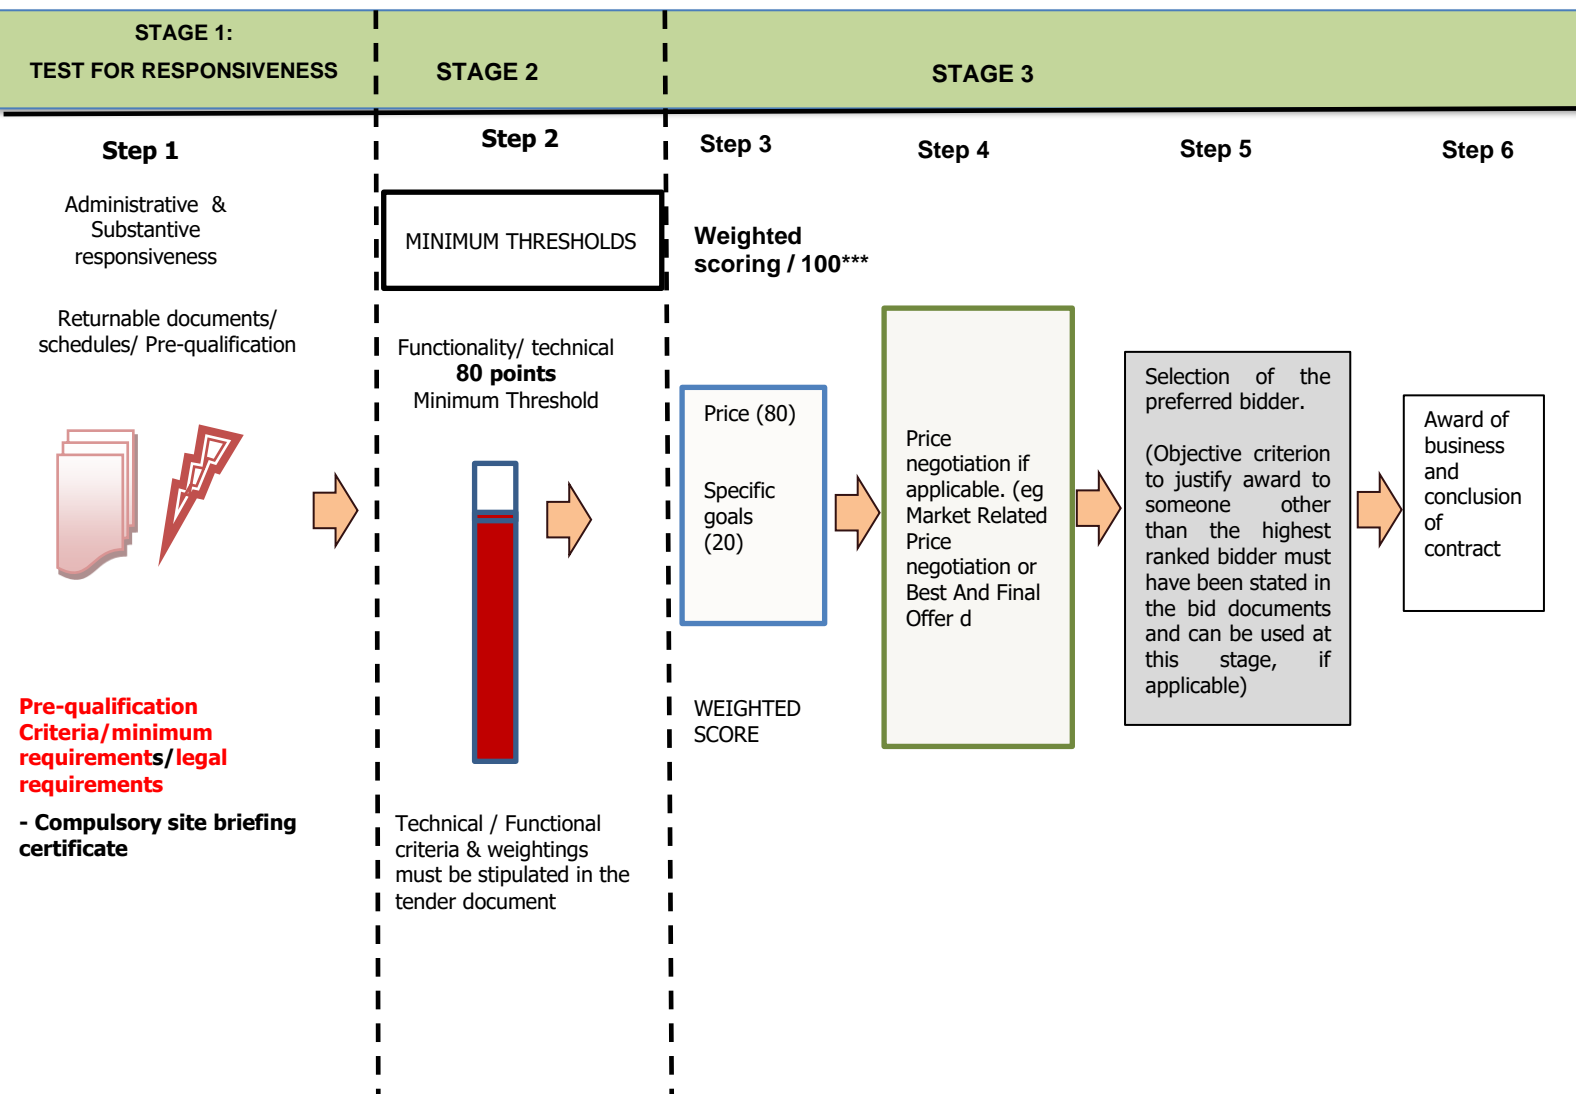 STAGE 1:
TEST FOR RESPONSIVENESS
STAGE 2
STAGE 3
Step 1
Step 2
Step 3
Step 4
Step 5
Step 6
Administrative &
Substantive
responsiveness
Returnable documents/
schedules/ Pre-qualification
Pre-qualification
Criteria/minimum
requirements/legal
requirements
- Compulsory site briefing
certificate
MINIMUM THRESHOLDS
Functionality/ technical
80 points
Minimum Threshold
Technical / Functional
criteria & weightings
must be stipulated in the
tender document
Weighted
scoring / 100***
Price (80)
Specific
goals
(20)
WEIGHTED
SCORE
Price
negotiation if
applicable. (eg
Market Related
Price
negotiation or
Best And Final
Offer d
Selection of the
preferred bidder.
(Objective criterion
to justify award to
someone other
than the highest
ranked bidder must
have been stated in
the bid documents
and can be used at
this stage, if
applicable)
Award of
business
and
conclusion
of
contract